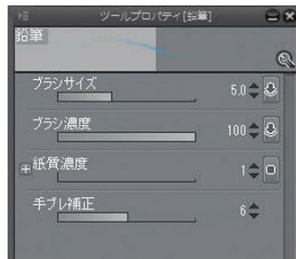 ツールプロパティ[鉛筆]
鉛筆
ブラシサイズ 5.0
ブラシ濃度 100
紙質濃度 1
手ブレ補正 6